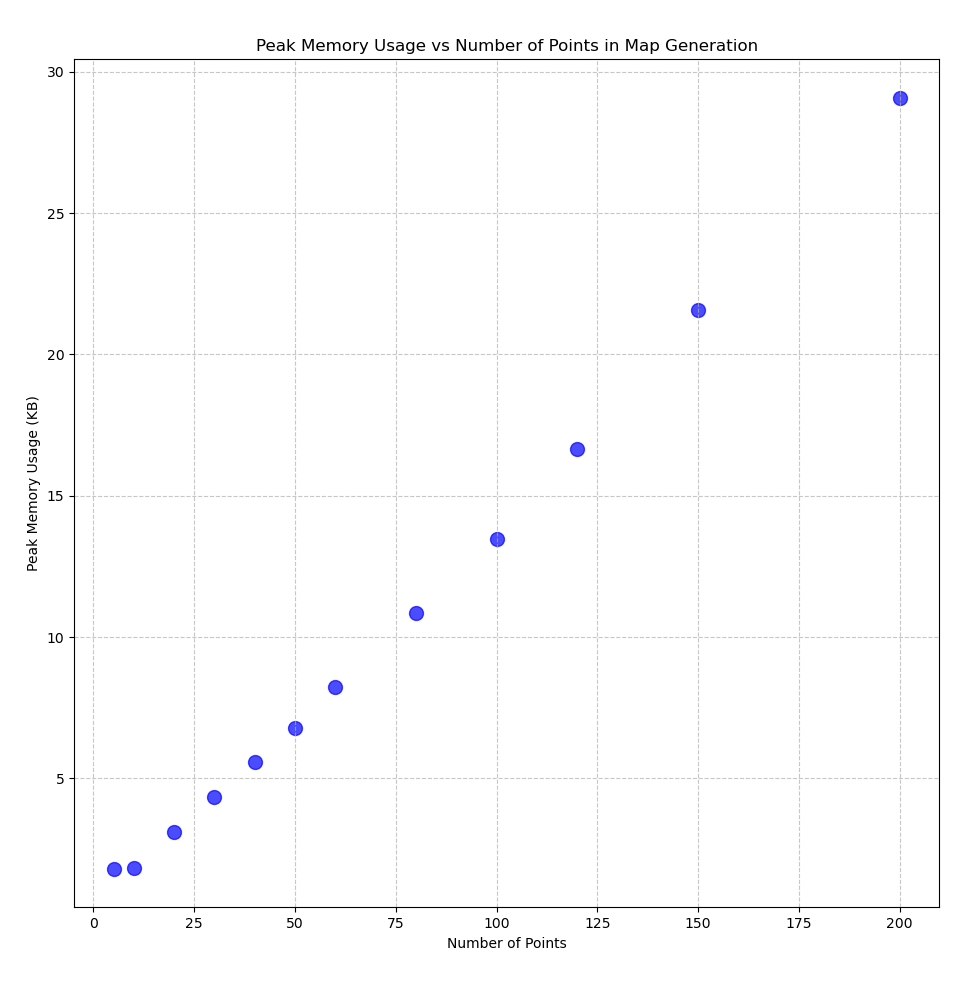 Peak Memory Usage vs Number of Points in Map Generation
30
25
20
15
10
5
Peak Memory Usage (KB)
0 25 50 75 100 125 150 175 200
Number of Points